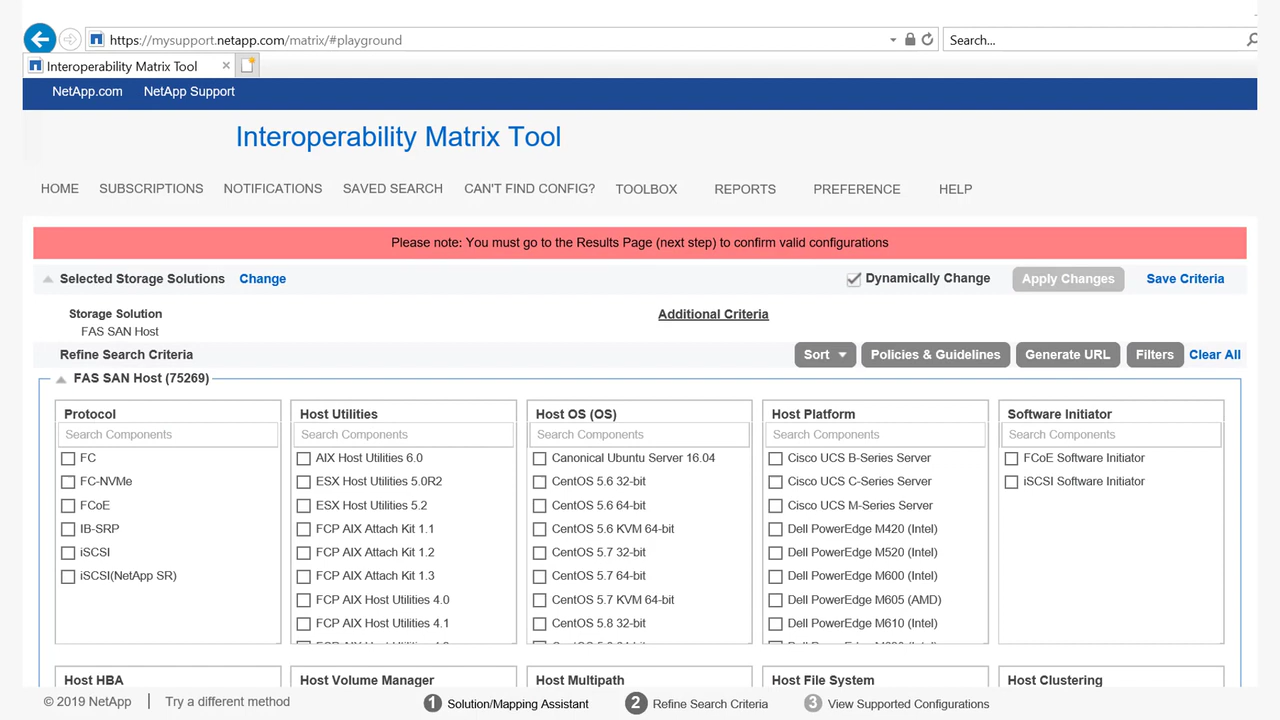 https://mysupport.netapp.com/matrix/#playground
Search...
Interoperability Matrix Tool
NetApp.com NetApp Support
Interoperability Matrix Tool
HOME SUBSCRIPTIONS NOTIFICATIONS SAVED SEARCH CAN'T FIND CONFIG? TOOLBOX REPORTS PREFERENCE HELP
Please note: You must go to the Results Page (next step) to confirm valid configurations
Selected Storage Solutions Change Dynamically Change Apply Changes Save Criteria
Storage Solution Additional Criteria
FAS SAN Host
Refine Search Criteria Sort Policies & Guidelines Generate URL Filters Clear All
FAS SAN Host (75269)
Protocol
Search Components
FC
FC-NVMe
FCoE
IB-SRP
iSCSI
iSCSI(NetApp SR)
Host Utilities
Search Components
AIX Host Utilities 6.0
ESX Host Utilities 5.0R2
ESX Host Utilities 5.2
FCP AIX Attach Kit 1.1
FCP AIX Attach Kit 1.2
FCP AIX Attach Kit 1.3
FCP AIX Host Utilities 4.0
FCP AIX Host Utilities 4.1
Host OS (OS)
Search Components
Canonical Ubuntu Server 16.04
CentOS 5.6 32-bit
CentOS 5.6 64-bit
CentOS 5.6 KVM 64-bit
CentOS 5.7 32-bit
CentOS 5.7 64-bit
CentOS 5.7 KVM 64-bit
CentOS 5.8 32-bit
Host Platform
Search Components
Cisco UCS B-Series Server
Cisco UCS C-Series Server
Cisco UCS M-Series Server
Dell PowerEdge M420 (Intel)
Dell PowerEdge M520 (Intel)
Dell PowerEdge M600 (Intel)
Dell PowerEdge M605 (AMD)
Dell PowerEdge M610 (Intel)
Software Initiator
Search Components
FCoE Software Initiator
iSCSI Software Initiator
Host HBA Host Volume Manager Host Multipath Host File System Host Clustering
© 2019 NetApp Try a different method 1 Solution/Mapping Assistant 2 Refine Search Criteria 3 View Supported Configurations